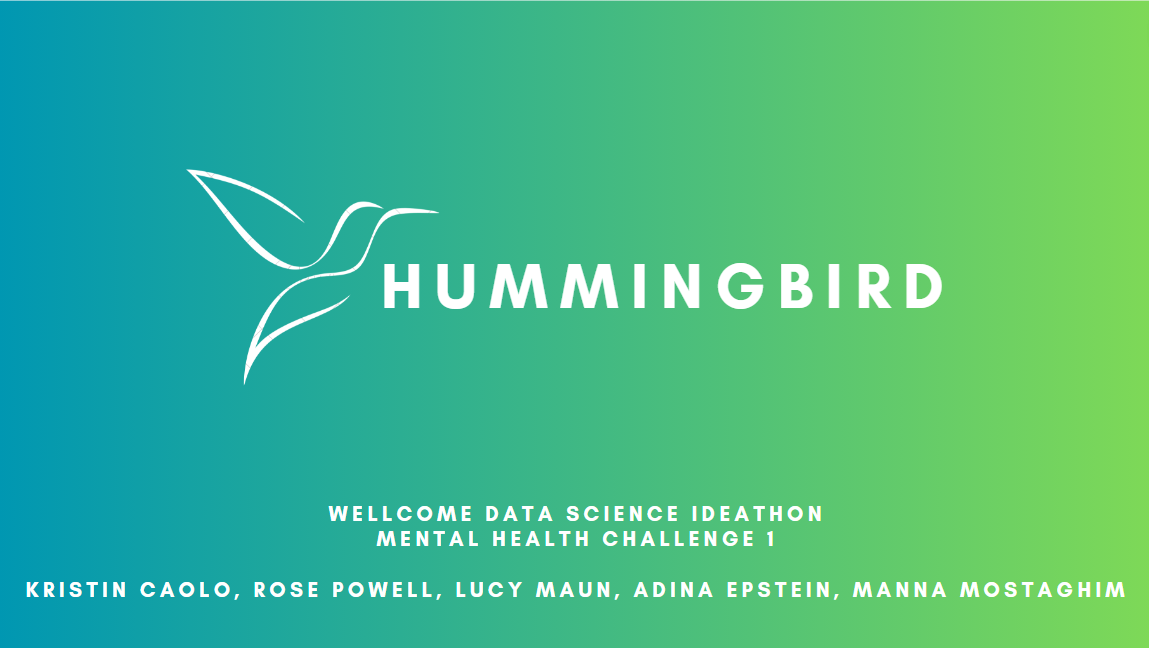 HUMMINGBIRD
WELLCOME DATA SCIENCE IDEATHON
MENTAL HEALTH CHALLENGE 1
KRISTIN CAOLO, ROSE POWELL, LUCY MAUN, ADINA EPSTEIN, MANNA MOSTAGHIM